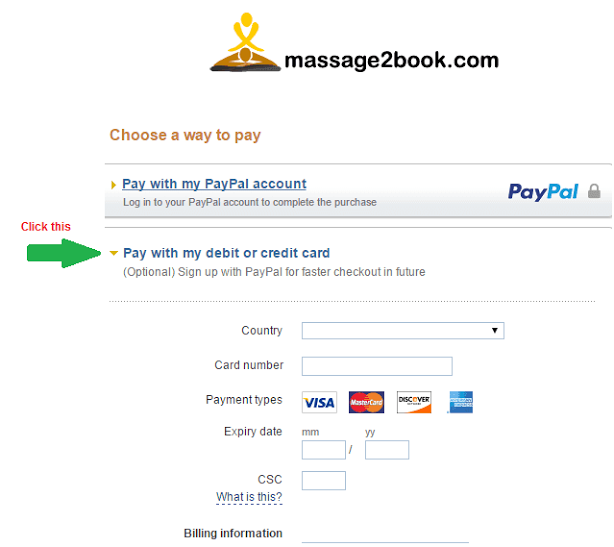 massage2book.com
Choose a way to pay
Pay with my PayPal account
PayPal
Log in to your PayPal account to complete the purchase
Click this
Pay with my debit or credit card
(Optional) Sign up with PayPal for faster checkout in future
Country
Card number
Payment types VISA MasterCard DISCOVER
Expiry date mm yy
/
CSC
What is this?
Billing information